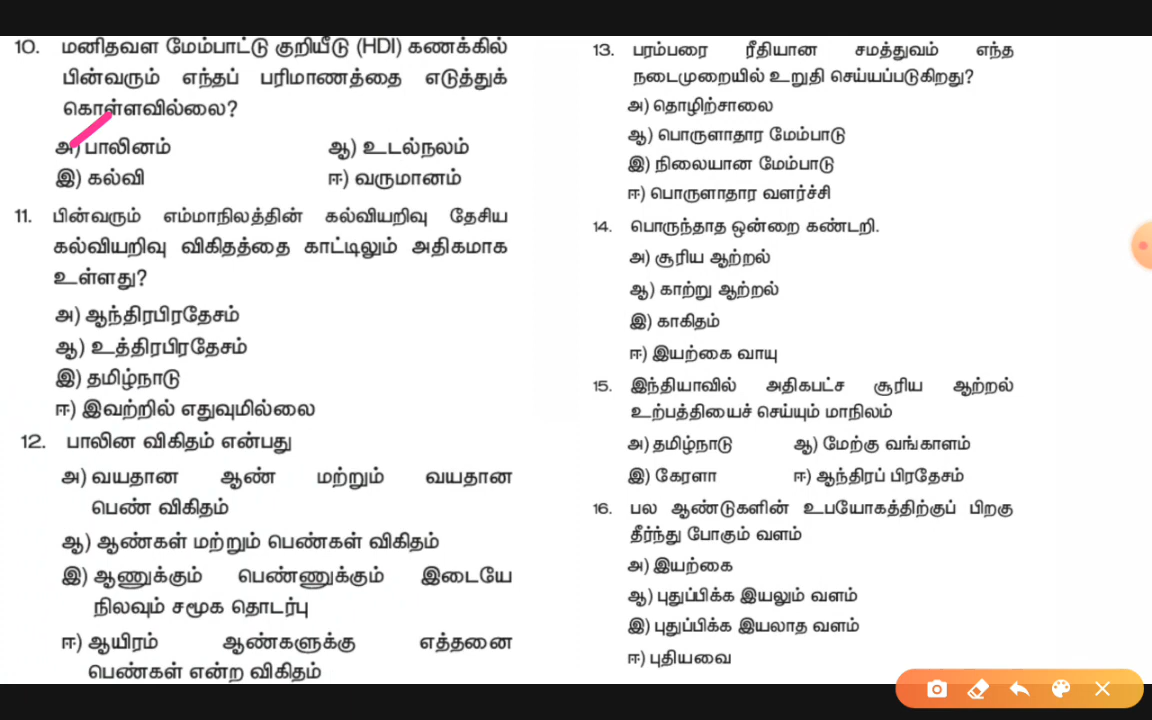 10. மனிதவள மேம்பாட்டு குறியீடு (HDI) கணக்கில்
பின்வரும் எந்தப் பரிமாணத்தை எடுத்துக்
கொள்ளவில்லை?
அ) பாலினம் ஆ) உடல்நலம்
இ) கல்வி ஈ) வருமானம்
11. பின்வரும் எம்மாநிலத்தின் கல்வியறிவு தேசிய
கல்வியறிவு விகிதத்தை காட்டிலும் அதிகமாக
உள்ளது?
அ) ஆந்திரபிரதேசம்
ஆ) உத்திரபிரதேசம்
இ) தமிழ்நாடு
ஈ) இவற்றில் எதுவுமில்லை
12. பாலின விகிதம் என்பது
அ) வயதான ஆண் மற்றும் வயதான
பெண் விகிதம்
ஆ) ஆண்கள் மற்றும் பெண்கள் விகிதம்
இ) ஆணுக்கும் பெண்ணுக்கும் இடையே
நிலவும் சமூக தொடர்பு
ஈ) ஆயிரம் ஆண்களுக்கு எத்தனை
பெண்கள் என்ற விகிதம்
13. பரம்பரை ரீதியான சமத்துவம் எந்த
நடைமுறையில் உறுதி செய்யப்படுகிறது?
அ) தொழிற்சாலை
ஆ) பொருளாதார மேம்பாடு
இ) நிலையான மேம்பாடு
ஈ) பொருளாதார வளர்ச்சி
14. பொருந்தாத ஒன்றை கண்டறி.
அ) சூரிய ஆற்றல்
ஆ) காற்று ஆற்றல்
இ) காகிதம்
ஈ) இயற்கை வாயு
15. இந்தியாவில் அதிகபட்ச சூரிய ஆற்றல்
உற்பத்தியைச் செய்யும் மாநிலம்
அ) தமிழ்நாடு ஆ) மேற்கு வங்காளம்
இ) கேரளா ஈ) ஆந்திரப் பிரதேசம்
16. பல ஆண்டுகளின் உபயோகத்திற்குப் பிறகு
தீர்ந்து போகும் வளம்
அ) இயற்கை
ஆ) புதுப்பிக்க இயலும் வளம்
இ) புதுப்பிக்க இயலாத வளம்
ஈ) புதியவை